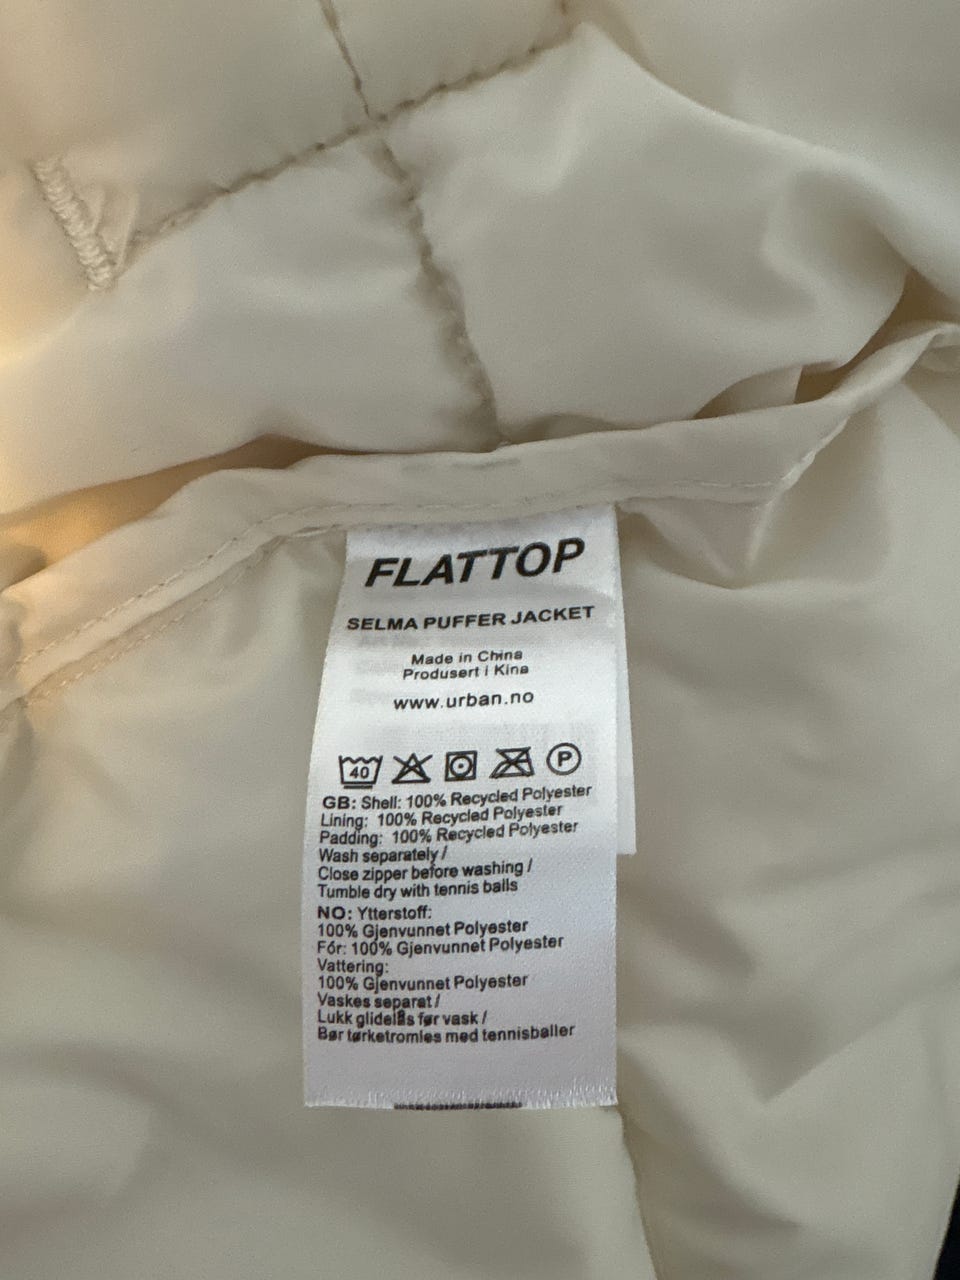 FLATTOP
SELMA PUFFER JACKET
Made in China
Produsert i Kina
www.urban.no
40 P
GB: Shell: 100% Recycled Polyester
Lining: 100% Recycled Polyester
Padding: 100% Recycled Polyester
Wash separately /
Close zipper before washing /
Tumble dry with tennis balls
NO: Ytterstoff:
100% Gjenvunnet Polyester
Fór: 100% Gjenvunnet Polyester
Vattering:
100% Gjenvunnet Polyester
Vaskes separat /
Lukk glidelås før vask /
Bør tørketromles med tennisballer